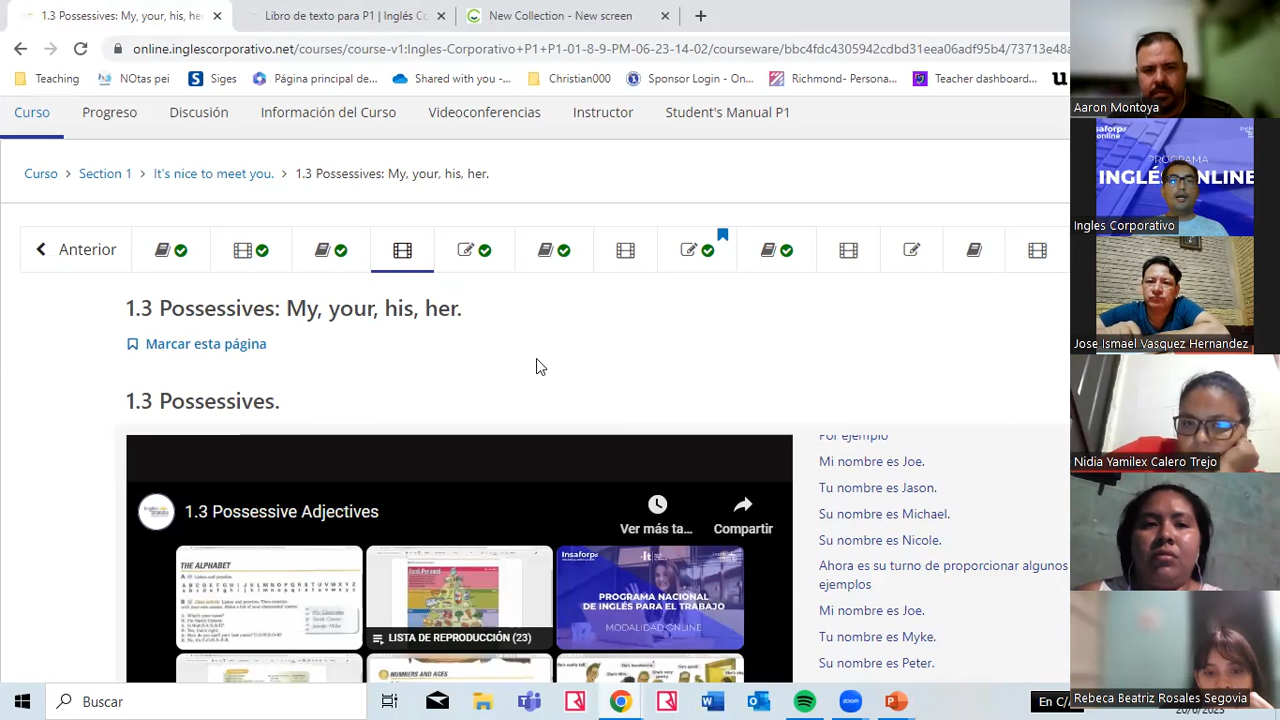 1.3 Possessives: My, your, his, he
Libro de texto para P1 | Inglés Co
New Collection - New screen
online.inglescorporativo.net/courses/course-v1:Ingles-Corporativo+P1+P1-01-8-9-PM-06-23-14-02/courseware/
Teaching
NOtas pei
Siges
Página principal de...
Shared with you -...
Christian000
Sponsor Login - On...
Richmond- Person
Teacher dashboard...
Curso
Progreso
Discusión
Información del C
Videoconferencias
Instructor
Student's Manual P1
Curso > Section 1 > It's nice to meet you. > 1.3 Possessives: My, your, his
Anterior
1.3 Possessives: My, your, his, her
Marcar esta página
1.3 Possessives.
1.3 Possessive Adjectives
Ver más ta...
Compartir
THE ALPHABET
Insaforp
PROGRAMA NACIONAL
DE INGLÉS PARA EL TRABAJO
MODALIDAD ONLINE
LISTA DE REPRODUCCIÓN (23)
NUMBERS AND AGES
Por ejemplo
Mi nombre es Joe.
Tu nombre es Jason.
Su nombre es Michael.
Su nombre es Nicole.
Ahora es su turno de proporcionar algunos
ejemplos
Mi nombre es Joe.
Tu nombre es Myke.
Su nombre es Peter.
Buscar
En C/
20/6/2023
Aaron Montoya
online
PROGRAMA
INGLÉS ONLINE
Ingles Corporativo
Jose Ismael Vasquez Hernandez
Nidia Yamilex Calero Trejo
Rebeca Beatriz Rosales Segovia